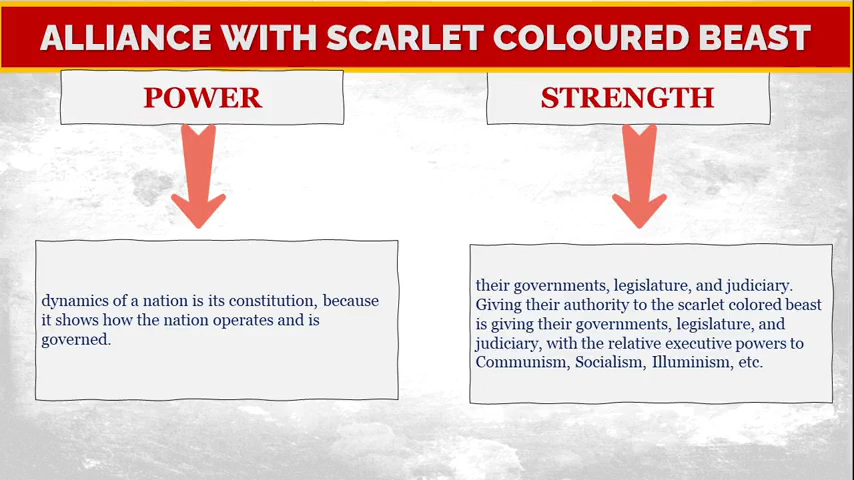 ALLIANCE WITH SCARLET COLOURED BEAST
POWER
STRENGTH
dynamics of a nation is its constitution, because
it shows how the nation operates and is
governed.
their governments, legislature, and judiciary.
Giving their authority to the scarlet colored beast
is giving their governments, legislature, and
judiciary, with the relative executive powers to
Communism, Socialism, Illuminism, etc.